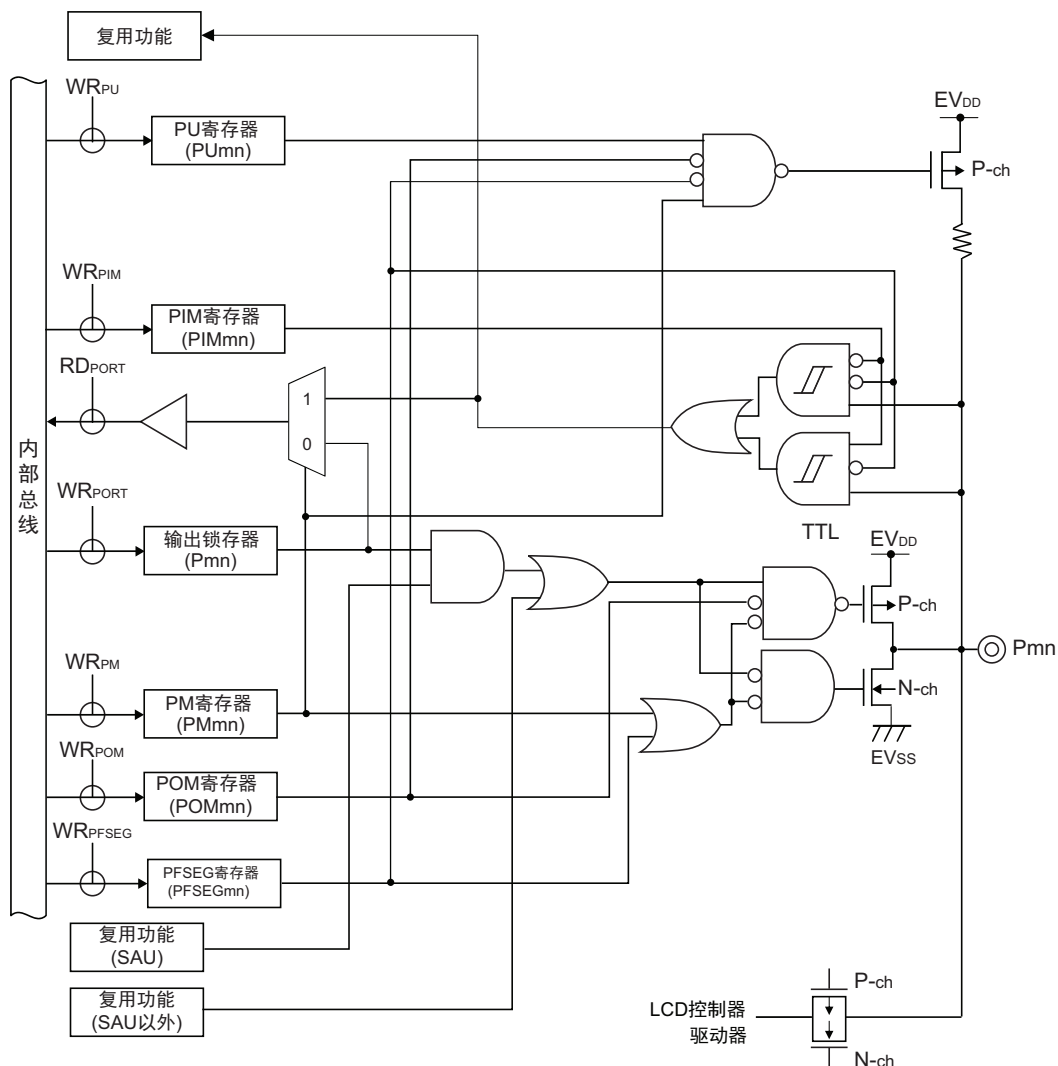 复用功能
WRPU
PU寄存器
(PUmn)
EVDD
P-ch
WRPIM
PIM寄存器
(PIMmn)
RDPORT
1
0
内
部
总
线
WRPORT
输出锁存器
(Pmn)
TTL
EVDD
P-ch
Pmn
WRPM
PM寄存器
(PMmn)
N-ch
EVSS
WRPOM
POM寄存器
(POMmn)
WRPFSEG
PFSEG寄存器
(PFSEGmn)
复用功能
(SAU)
复用功能
(SAU以外)
P-ch
LCD控制器
驱动器
N-ch